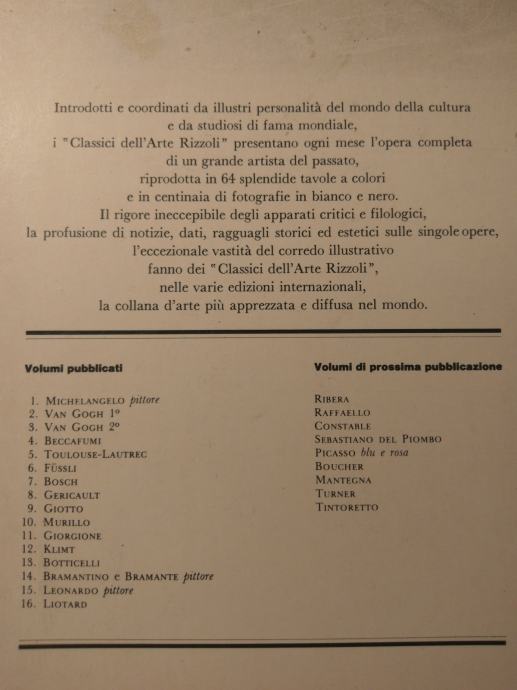 Introdotti e coordinati da illustri personalità del mondo della cultura
e da studiosi di fama mondiale,
i "Classici dell'Arte Rizzoli" presentano ogni mese l'opera completa
di un grande artista del passato,
riprodotta in 64 splendide tavole a colori
e in centinaia di fotografie in bianco e nero.
Il rigore ineccepibile degli apparati critici e filologici,
la profusione di notizie, dati, ragguagli storici ed estetici sulle singole opere,
l'eccezionale vastità del corredo illustrativo
fanno dei "Classici dell'Arte Rizzoli",
nelle varie edizioni internazionali,
la collana d'arte più apprezzata e diffusa nel mondo.
Volumi pubblicati
1. MICHELANGELO pittore
2. VAN GOGH 1º
3. VAN GOGH 2º
4. BECCAFUMI
5. TOULOUSE-LAUTREC
6. FÜSSLI
7. BOSCH
8. GERICAULT
9. GIOTTO
10. MURILLO
11. GIORGIONE
12. KLIMT
13. BOTTICELLI
14. BRAMANTINO E BRAMANTE pittore
15. LEONARDO pittore
16. LIOTARD
Volumi di prossima pubblicazione
RIBERA
RAFFAELLO
CONSTABLE
SEBASTIANO DEL PIOMBO
PICASSO blu e rosa
BOUCHER
MANTEGNA
TURNER
TINTORETTO